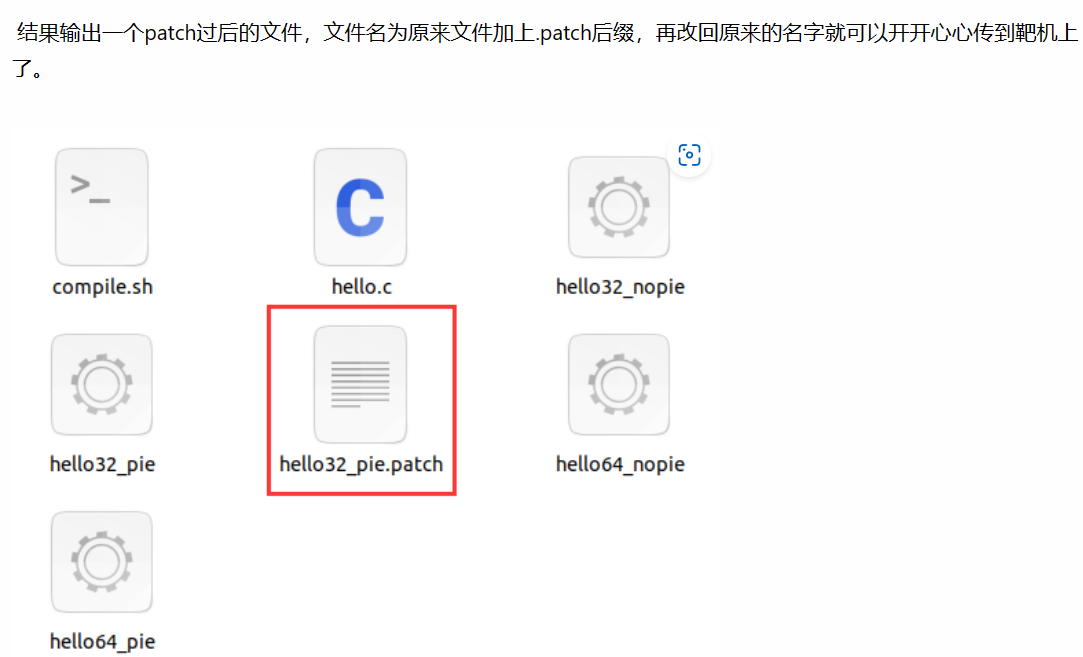 结果输出一个patch过后的文件，文件名为原来文件加上.patch后缀，再改回原来的名字就可以开开心心传到靶机上
了。
>_
C
compile.sh
hello.c
hello32_nopie
hello32_pie
hello32_pie.patch
hello64_nopie
hello64_pie